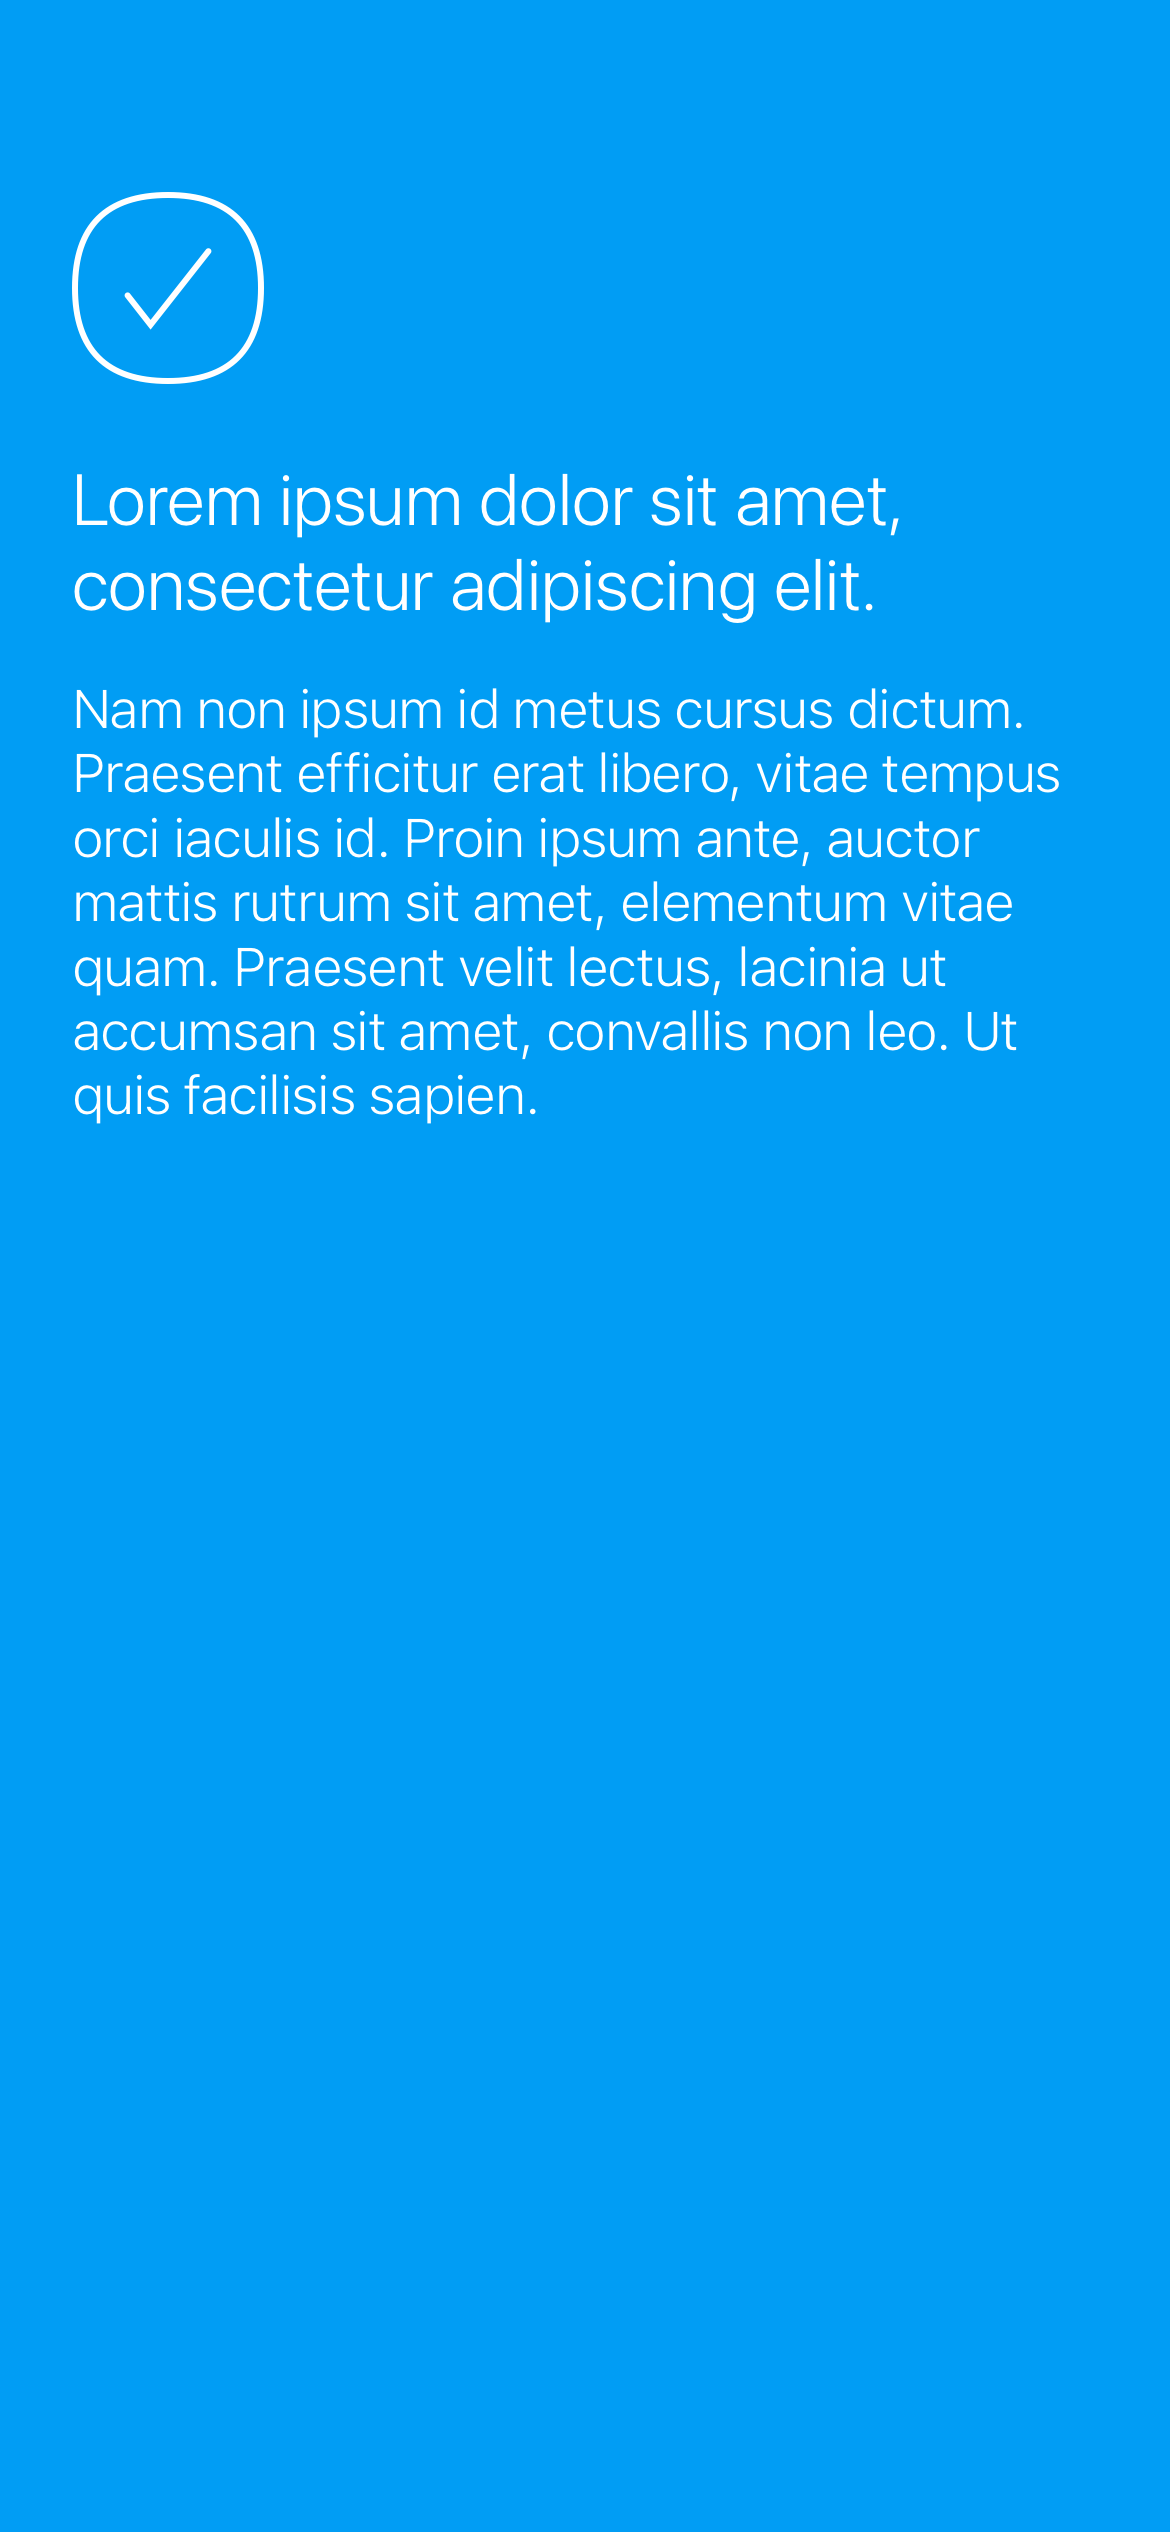 Lorem ipsum dolor sit amet,
consectetur adipiscing elit.
Nam non ipsum id metus cursus dictum.
Praesent efficitur erat libero, vitae tempus
orci iaculis id. Proin ipsum ante, auctor
mattis rutrum sit amet, elementum vitae
quam. Praesent velit lectus, lacinia ut
accumsan sit amet, convallis non leo. Ut
quis facilisis sapien.